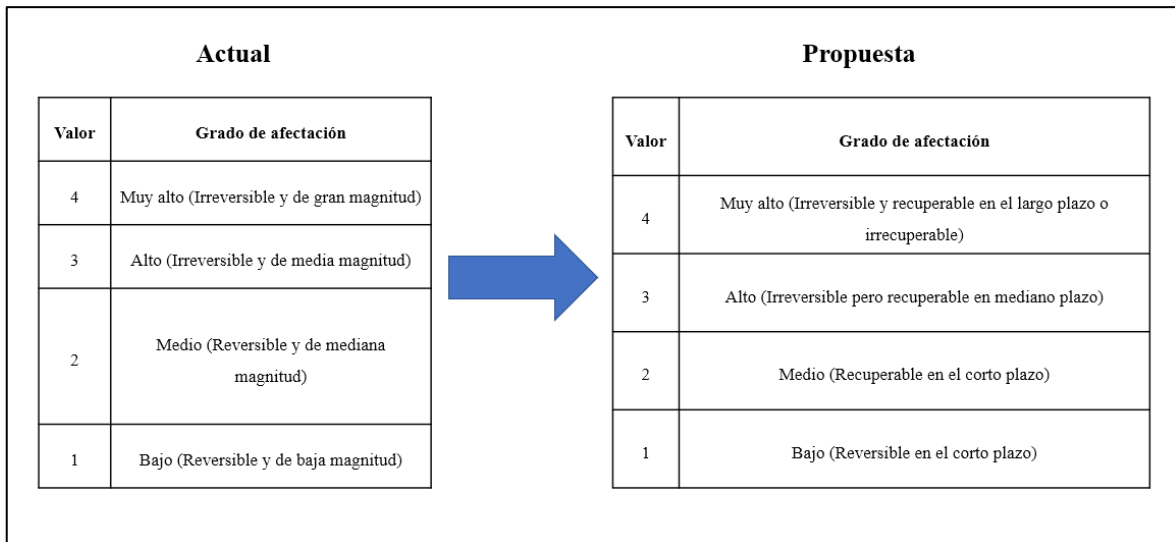 Actual
Valor Grado de afectación
4 Muy alto (Irreversible y de gran magnitud)
3 Alto (Irreversible y de media magnitud)
2 Medio (Reversible y de mediana
magnitud)
1 Bajo (Reversible y de baja magnitud)
Propuesta
Valor Grado de afectación
4 Muy alto (Irreversible y recuperable en el largo plazo o
irrecuperable)
3 Alto (Irreversible pero recuperable en mediano plazo)
2 Medio (Recuperable en el corto plazo)
1 Bajo (Reversible en el corto plazo)